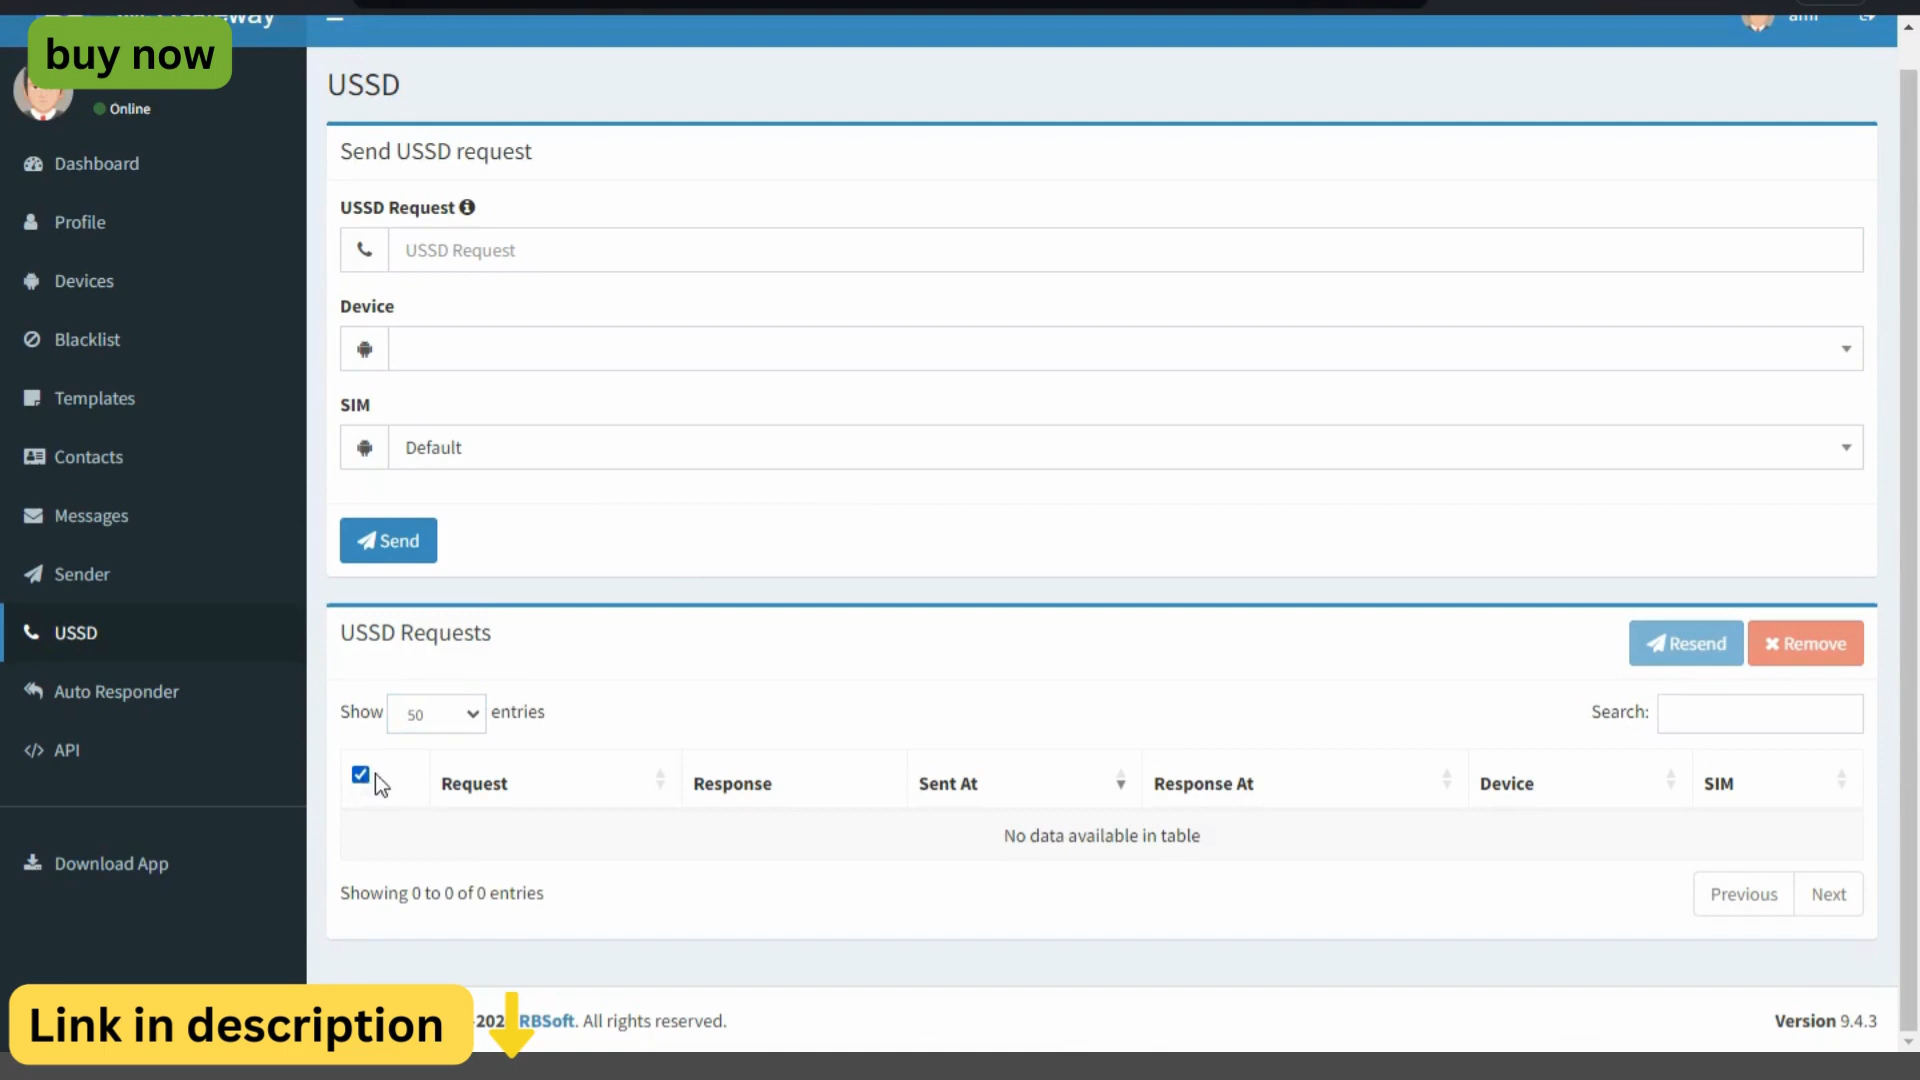 buy now
Online
Dashboard
Profile
Devices
Blacklist
Templates
Contacts
Messages
Sender
USSD
Auto Responder
</> API
Download App
USSD
Send USSD request
USSD Request
USSD Request
Device
SIM
Default
Send
USSD Requests
Resend
Remove
Show 50 entries
Search:
Request Response Sent At Response At Device SIM
No data available in table
Showing 0 to 0 of 0 entries
Previous Next
Link in description
RBSoft. All rights reserved.
Version 9.4.3